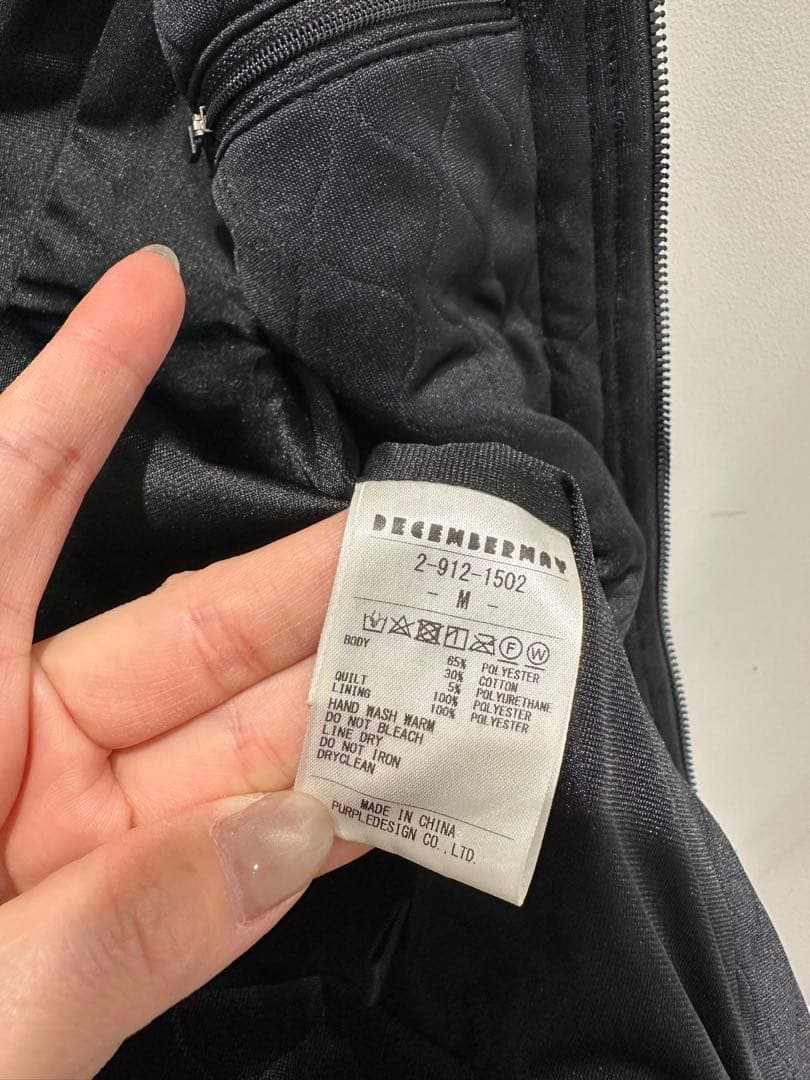 DECEMBERMAY
2-912-1502
- M -
F W
BODY 65% POLYESTER
30% COTTON
5% POLYURETHANE
QUILT 100% POLYESTER
LINING 100% POLYESTER
HAND WASH WARM
DO NOT BLEACH
LINE DRY
DO NOT IRON
DRYCLEAN
MADE IN CHINA
PURPLEDESIGN CO.,LTD.